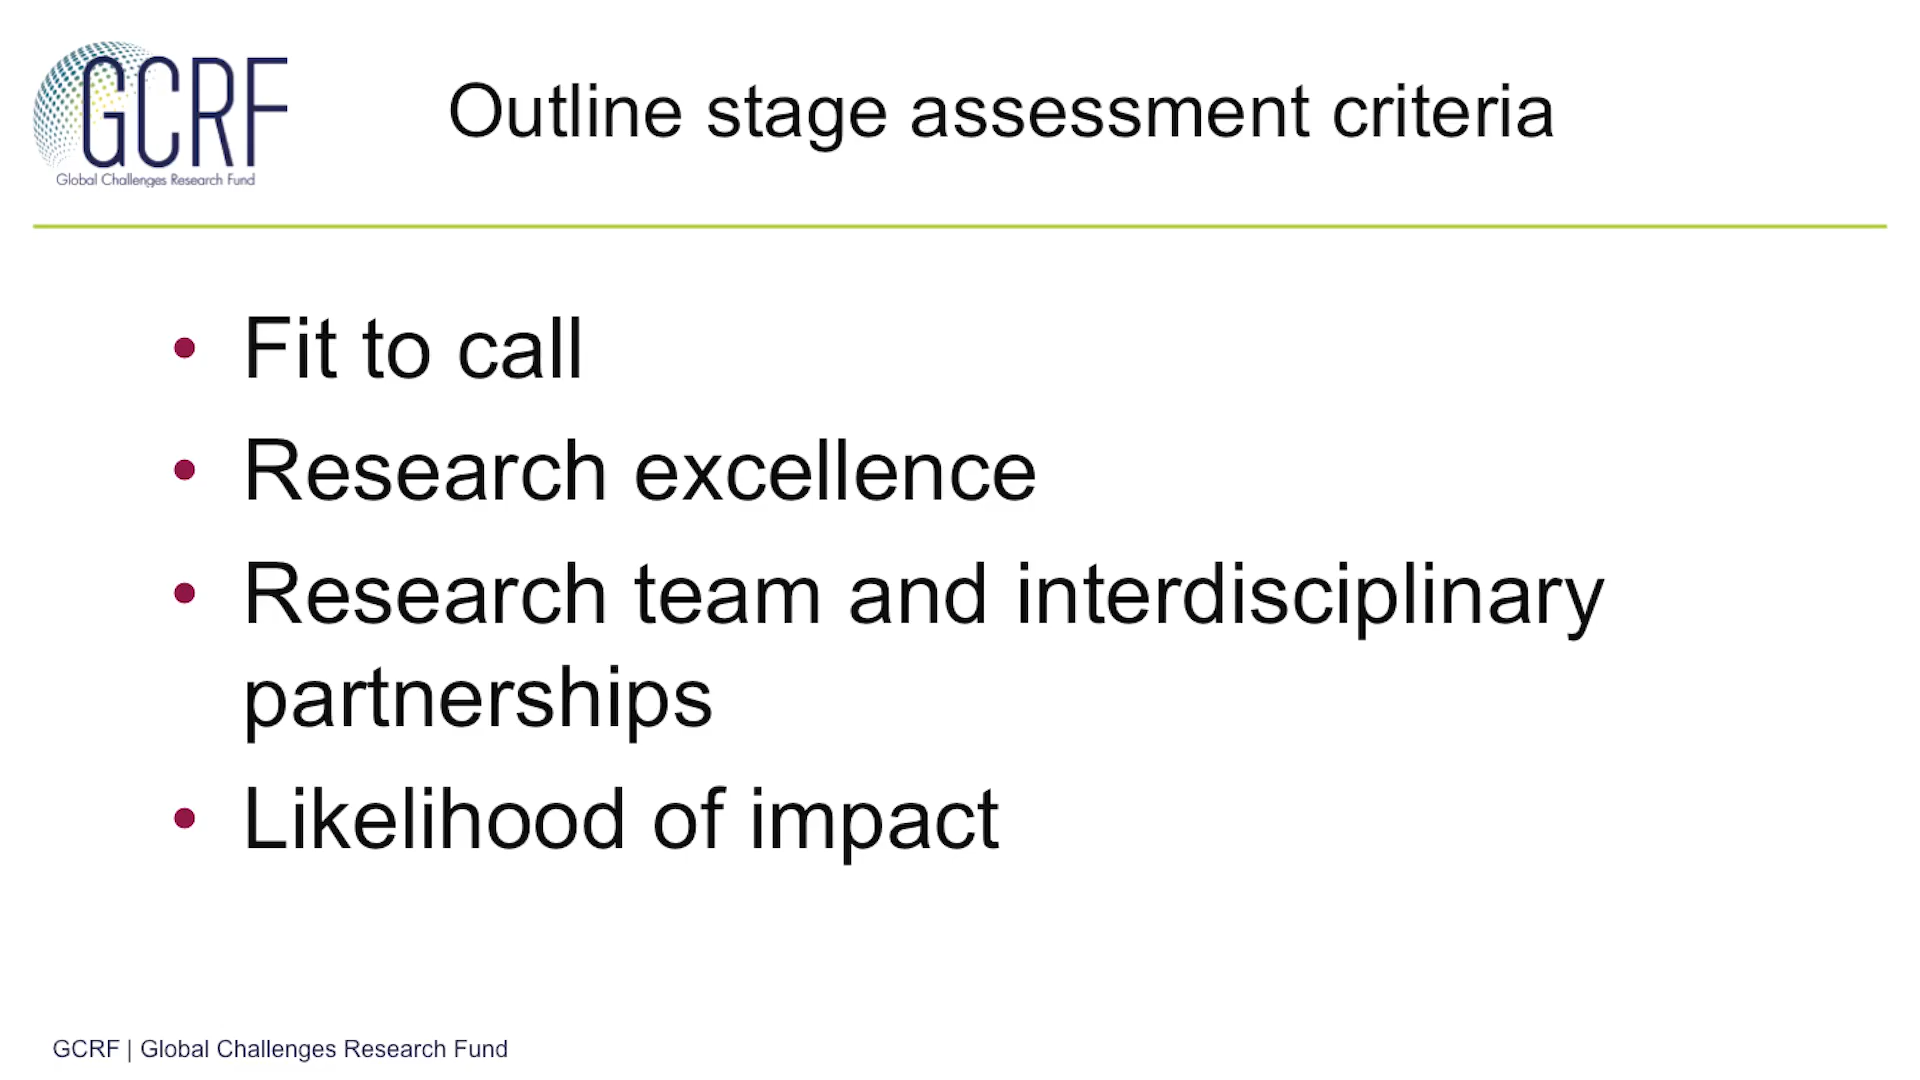 GCRF
Global Challenges Research Fund
Outline stage assessment criteria
• Fit to call
• Research excellence
• Research team and interdisciplinary
partnerships
• Likelihood of impact
GCRF | Global Challenges Research Fund